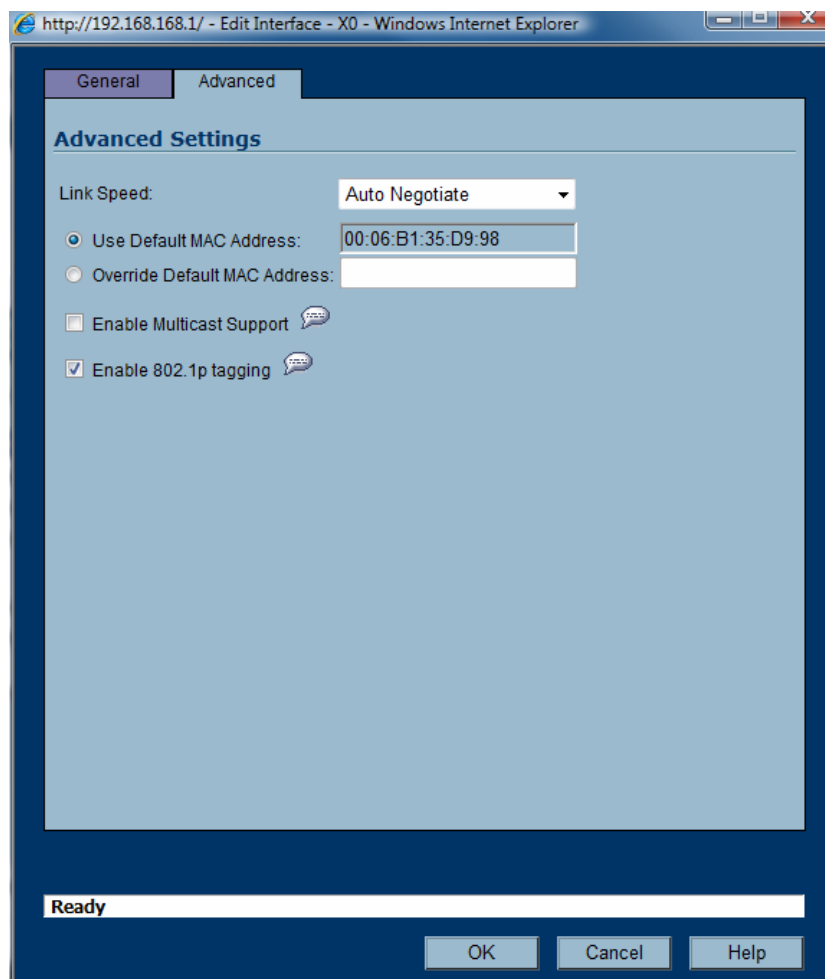 http://192.168.168.1/ - Edit Interface - X0 - Windows Internet Explorer
General Advanced
Advanced Settings
Link Speed: Auto Negotiate
Use Default MAC Address: 00:06:B1:35:D9:98
Override Default MAC Address:
Enable Multicast Support
Enable 802.1p tagging
Ready
OK Cancel Help